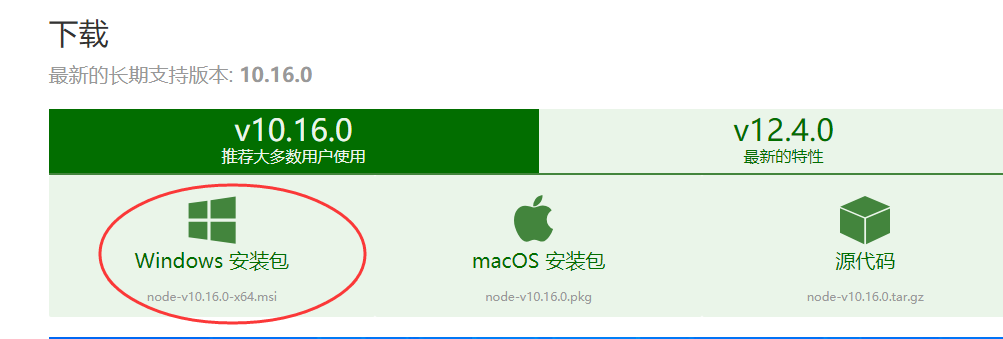 下载
最新的长期支持版本: 10.16.0
v10.16.0
推荐大多数用户使用
v12.4.0
最新的特性
Windows 安装包
node-v10.16.0-x64.msi
macOS 安装包
node-v10.16.0.pkg
源代码
node-v10.16.0.tar.gz